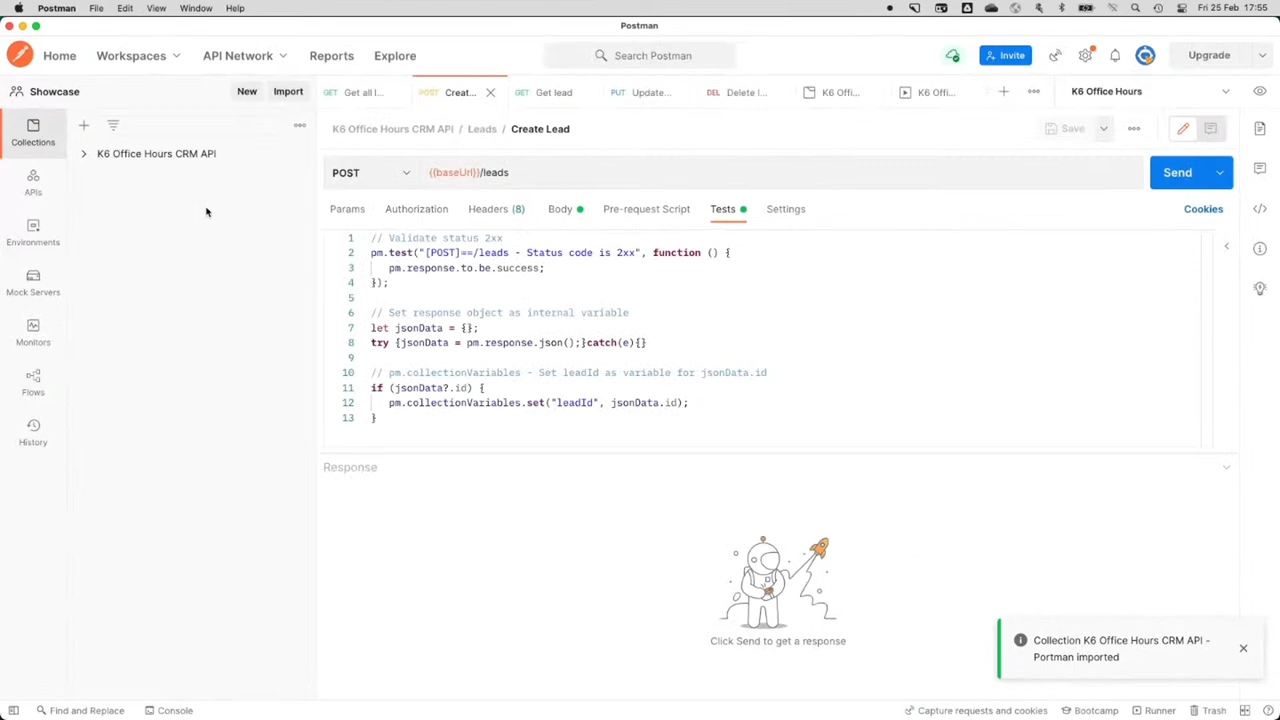 Postman File Edit View Window Help Fri 25 Feb 17:55
Postman
Home Workspaces API Network Reports Explore Search Postman Invite Upgrade
Showcase New Import GET Get all l... POST Creat... GET Get lead PUT Update... DEL Delete l... K6 Offi... K6 Offi... K6 Office Hours
Collections
K6 Office Hours CRM API
APIs
Environments
Mock Servers
Monitors
Flows
History
K6 Office Hours CRM API / Leads / Create Lead Save
POST {{baseUrl}}/leads Send
Params Authorization Headers (8) Body Pre-request Script Tests Settings Cookies
1 // Validate status 2xx
2 pm.test("[POST]==/leads - Status code is 2xx", function () {
3 pm.response.to.be.success;
4 });
5
6 // Set response object as internal variable
7 let jsonData = {};
8 try {jsonData = pm.response.json();}catch(e){}
9
10 // pm.collectionVariables - Set leadId as variable for jsonData.id
11 if (jsonData?.id) {
12 pm.collectionVariables.set("leadId", jsonData.id);
13 }
Response
Click Send to get a response
Collection K6 Office Hours CRM API -
Portman imported
Find and Replace Console Capture requests and cookies Bootcamp Runner Trash